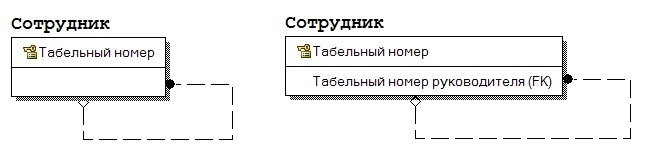 Сотрудник
Табельный номер
Сотрудник
Табельный номер
Табельный номер руководителя (FK)